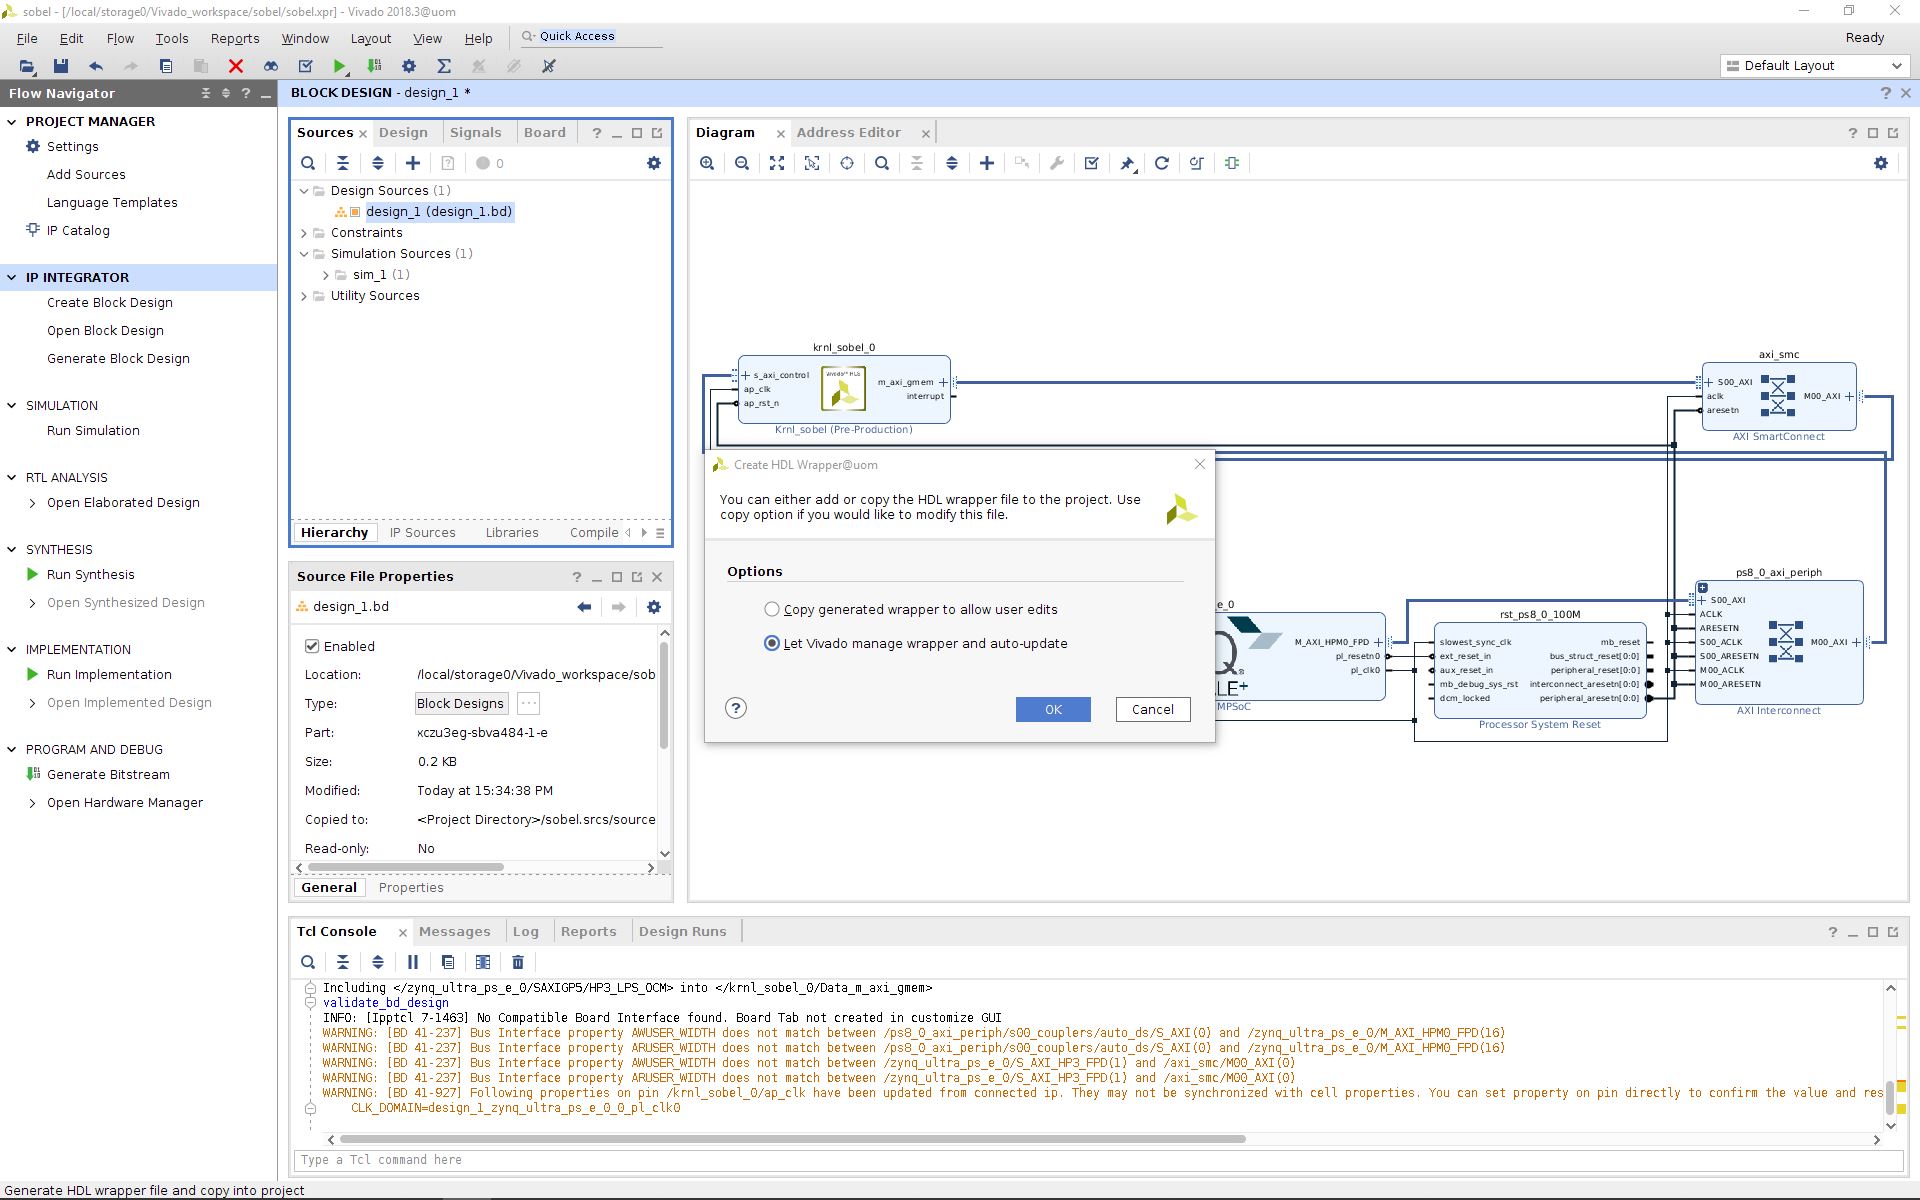 sobel - [/local/storage0/Vivado_workspace/sobel/sobel.xpr] - Vivado 2018.3@uom
File Edit Flow Tools Reports Window Layout View Help Quick Access
Ready
Default Layout
Flow Navigator
PROJECT MANAGER
Settings
Add Sources
Language Templates
IP Catalog
IP INTEGRATOR
Create Block Design
Open Block Design
Generate Block Design
SIMULATION
Run Simulation
RTL ANALYSIS
Open Elaborated Design
SYNTHESIS
Run Synthesis
Open Synthesized Design
IMPLEMENTATION
Run Implementation
Open Implemented Design
PROGRAM AND DEBUG
Generate Bitstream
Open Hardware Manager
BLOCK DESIGN - design_1 *
Sources Design Signals Board
0
Design Sources (1)
design_1 (design_1.bd)
Constraints
Simulation Sources (1)
sim_1 (1)
Utility Sources
Hierarchy IP Sources Libraries Compile
Source File Properties
design_1.bd
Enabled
Location: /local/storage0/Vivado_workspace/sob
Type: Block Designs
Part: xczu3eg-sbva484-1-e
Size: 0.2 KB
Modified: Today at 15:34:38 PM
Copied to: <Project Directory>/sobel.srcs/source
Read-only: No
General Properties
Diagram Address Editor
krnl_sobel_0
s_axi_control
ap_clk
ap_rst_n
m_axi_gmem
interrupt
Krnl_sobel (Pre-Production)
axi_smc
S00_AXI
aclk
aresetn
M00_AXI
AXI SmartConnect
Create HDL Wrapper@uom
You can either add or copy the HDL wrapper file to the project. Use
copy option if you would like to modify this file.
Options
Copy generated wrapper to allow user edits
Let Vivado manage wrapper and auto-update
OK Cancel
e_0
M_AXI_HPM0_FPD
pl_resetn0
pl_clk0
LE+
MPSoC
rst_ps8_0_100M
slowest_sync_clk
ext_reset_in
aux_reset_in
mb_debug_sys_rst
dcm_locked
mb_reset
bus_struct_reset[0:0]
peripheral_reset[0:0]
interconnect_aresetn[0:0]
peripheral_aresetn[0:0]
Processor System Reset
ps8_0_axi_periph
S00_AXI
ACLK
ARESETN
S00_ACLK
S00_ARESETN
M00_ACLK
M00_ARESETN
M00_AXI
AXI Interconnect
Tcl Console Messages Log Reports Design Runs
Including </zynq_ultra_ps_e_0/SAXIGP5/HP3_LPS_OCM> into </krnl_sobel_0/Data_m_axi_gmem>
validate_bd_design
INFO: [Ipptcl 7-1463] No Compatible Board Interface found. Board Tab not created in customize GUI
WARNING: [BD 41-237] Bus Interface property AWUSER_WIDTH does not match between /ps8_0_axi_periph/s00_couplers/auto_ds/S_AXI(0) and /zynq_ultra_ps_e_0/M_AXI_HPM0_FPD(16)
WARNING: [BD 41-237] Bus Interface property ARUSER_WIDTH does not match between /ps8_0_axi_periph/s00_couplers/auto_ds/S_AXI(0) and /zynq_ultra_ps_e_0/M_AXI_HPM0_FPD(16)
WARNING: [BD 41-237] Bus Interface property AWUSER_WIDTH does not match between /zynq_ultra_ps_e_0/S_AXI_HP3_FPD(1) and /axi_smc/M00_AXI(0)
WARNING: [BD 41-237] Bus Interface property ARUSER_WIDTH does not match between /zynq_ultra_ps_e_0/S_AXI_HP3_FPD(1) and /axi_smc/M00_AXI(0)
WARNING: [BD 41-927] Following properties on pin /krnl_sobel_0/ap_clk have been updated from connected ip. They may not be synchronized with cell properties. You can set property on pin directly to confirm the value and res
CLK_DOMAIN=design_1_zynq_ultra_ps_e_0_0_pl_clk0
Type a Tcl command here
Generate HDL wrapper file and copy into project